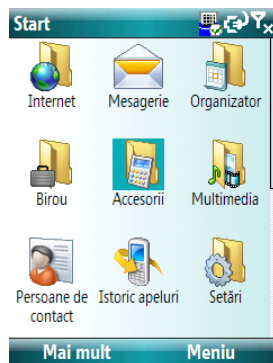 Start
Internet
Mesagerie
Organizator
Birou
Accesorii
Multimedia
Persoane de
contact
Istoric apeluri
Setări
Mai mult
Meniu